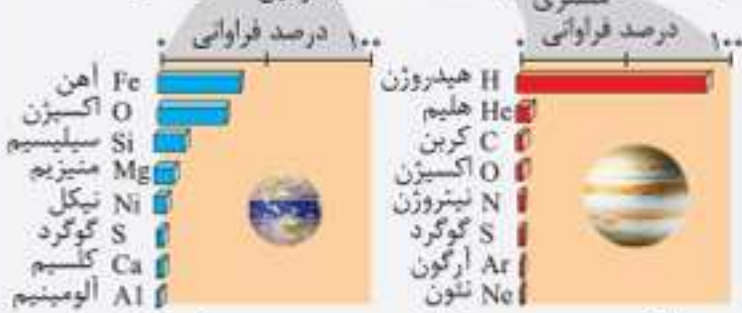 مشتری
درصد فراوانی
۰ ۱۰۰
هیدروژن H
هلیم He
کربن C
اکسیژن O
نیتروژن N
گوگرد S
آرگون Ar
نئون Ne
درصد فراوانی
۰ ۱۰۰
آهن Fe
اکسیژن O
سیلیسیم Si
منیزیم Mg
نیکل Ni
گوگرد S
کلسیم Ca
آلومینیم Al